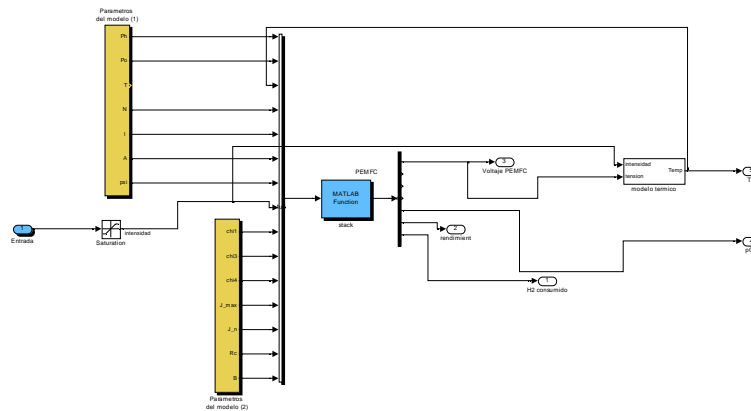 Parametros
del modelo (1)
Ph
Po
T
N
I
A
psi
1
Entrada
Saturation
intensidad
chi1
chi3
chi4
J_max
J_n
Rc
B
Parametros
del modelo (2)
PEMFC
MATLAB
Function
stack
3
Voltaje PEMFC
2
rendiment
1
H2 consumido
intensidad
tension
Temp
modelo termico